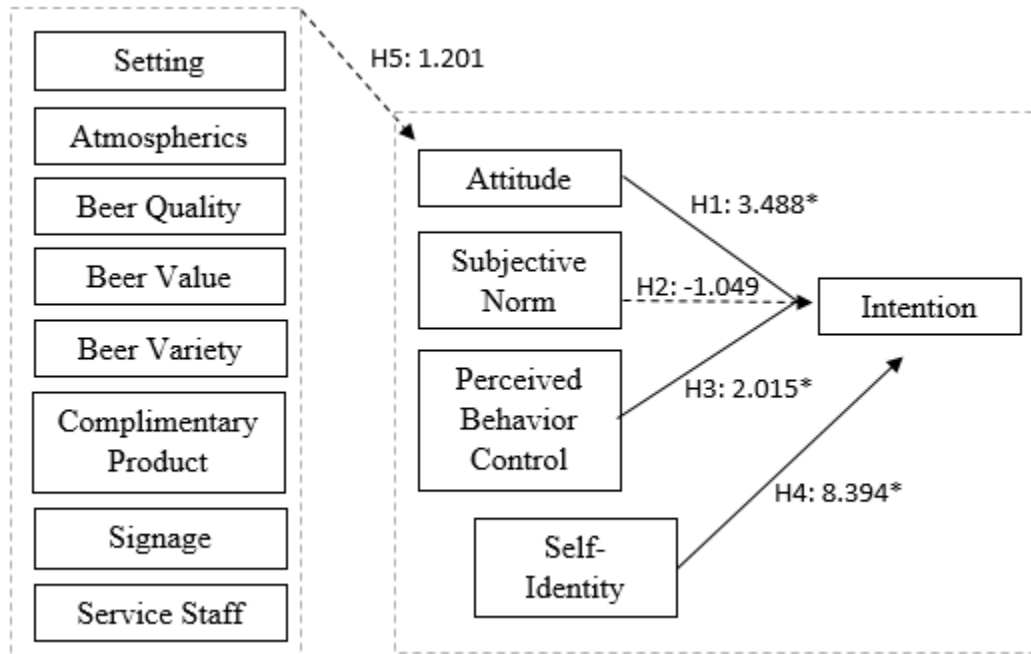 Setting
Atmospherics
Beer Quality
Beer Value
Beer Variety
Complimentary
Product
Signage
Service Staff
H5: 1.201
Attitude
Subjective
Norm
Perceived
Behavior
Control
Self-
Identity
H1: 3.488*
H2: -1.049
H3: 2.015*
H4: 8.394*
Intention